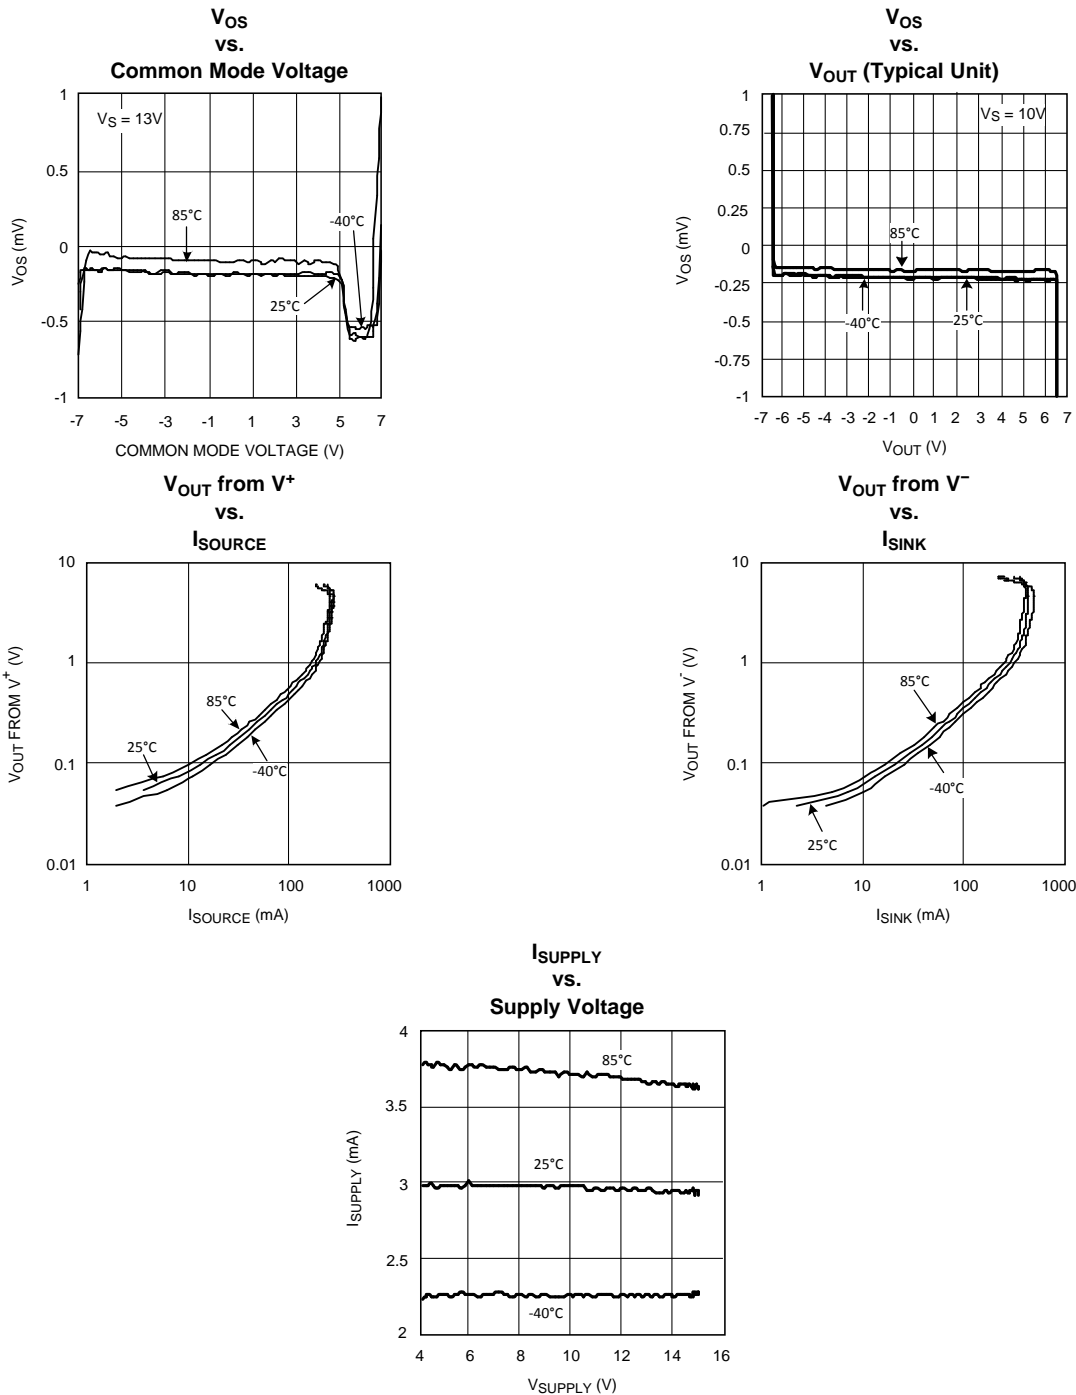 VOS
vs.
Common Mode Voltage
1
VS = 13V
0.5
85°C
-40°C
0
VOS (mV)
25°C
-0.5
-1
-7 -5 -3 -1 1 3 5 7
COMMON MODE VOLTAGE (V)
VOS
vs.
VOUT (Typical Unit)
1
VS = 10V
0.75
0.5
0.25
85°C
0
VOS (mV)
-0.25
-40°C
25°C
-0.5
-0.75
-1
-7 -6 -5 -4 -3 -2 -1 0 1 2 3 4 5 6 7
VOUT (V)
VOUT from V+
vs.
ISOURCE
10
VOUT FROM V+ (V)
1
85°C
25°C
-40°C
0.1
0.01
1 10 100 1000
ISOURCE (mA)
VOUT from V−
vs.
ISINK
10
VOUT FROM V- (V)
1
85°C
0.1
-40°C
25°C
0.01
1 10 100 1000
ISINK (mA)
ISUPPLY
vs.
Supply Voltage
4
85°C
3.5
ISUPPLY (mA)
25°C
3
2.5
-40°C
2
4 6 8 10 12 14 16
VSUPPLY (V)